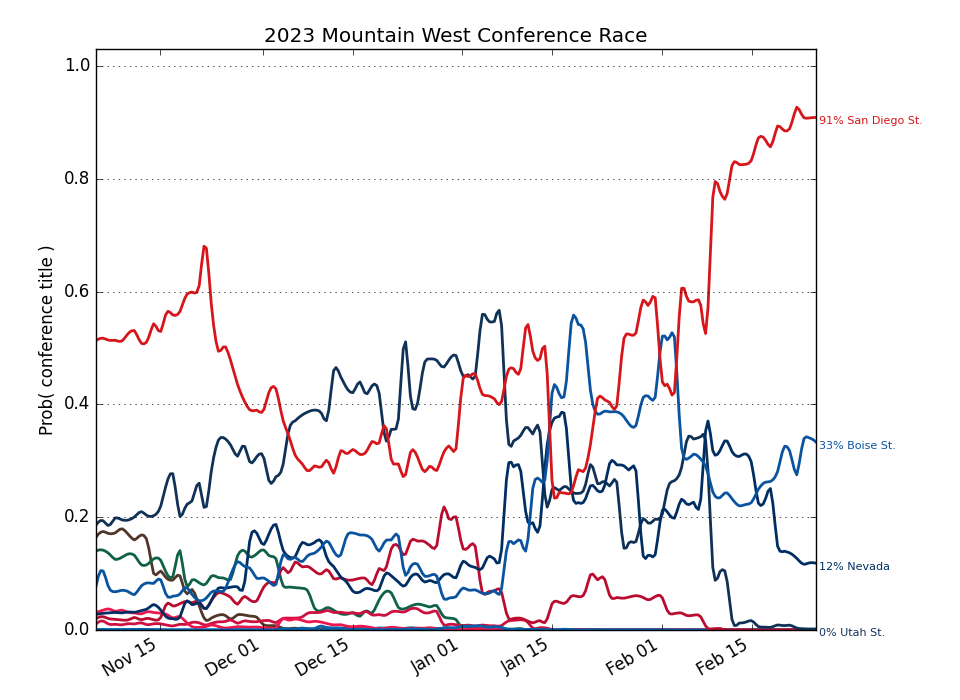 2023 Mountain West Conference Race
1.0
0.8
0.6
0.4
0.2
0.0
Prob( conference title )
91% San Diego St.
33% Boise St.
12% Nevada
0% Utah St.
Nov 15
Dec 01
Dec 15
Jan 01
Jan 15
Feb 01
Feb 15